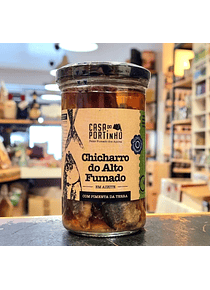 CASA DO
PORTINHO
Chicharro
do Alto
Fumado
EM AZEITE
COM PIMENTA DA TERRA